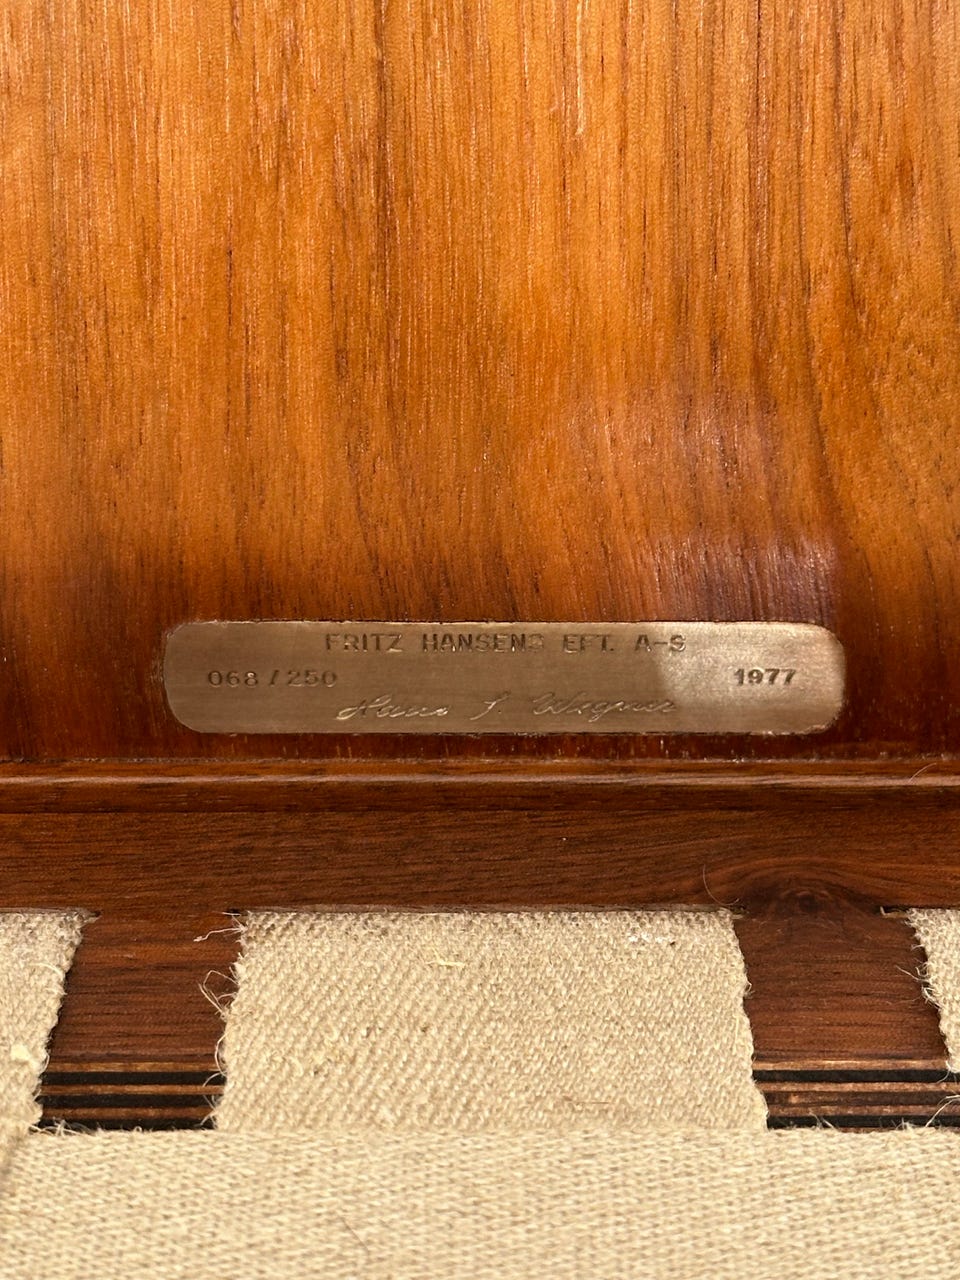 FRITZ HANSENS EFT. A-S
068/250 1977
Hans J. Wegner